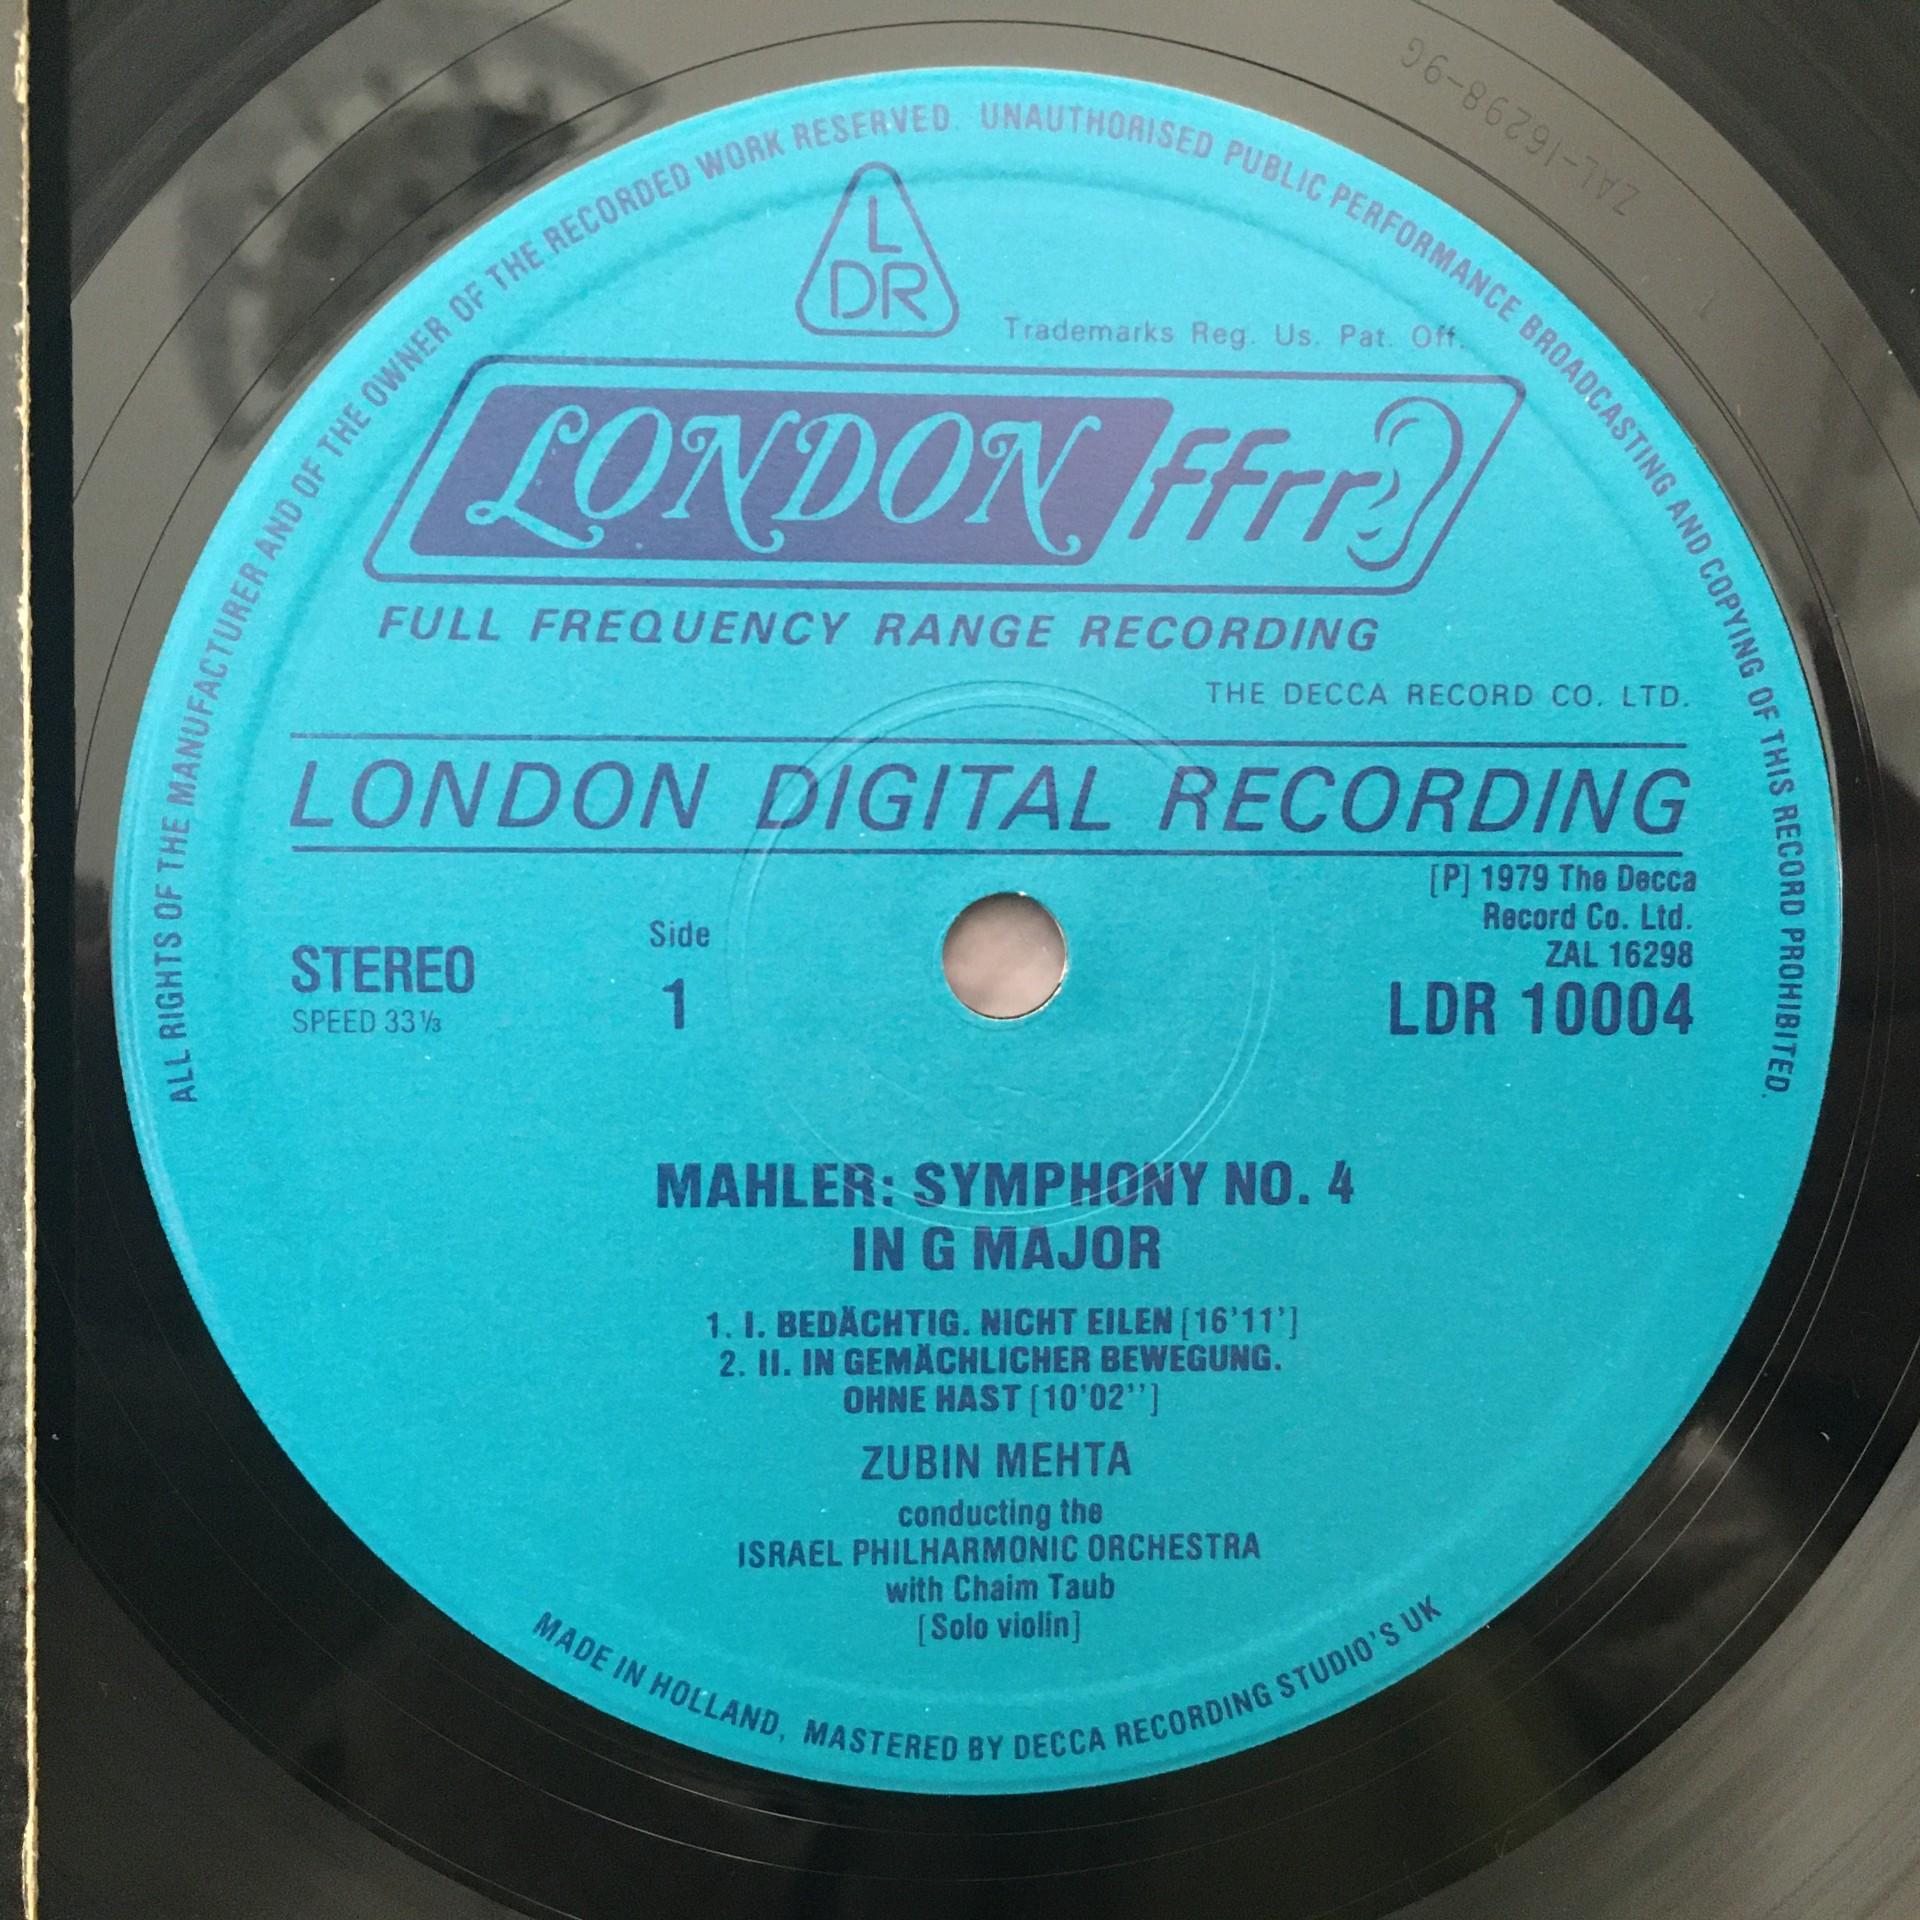 ALL RIGHTS OF THE MANUFACTURER AND OF THE OWNER OF THE RECORDED WORK RESERVED. UNAUTHORISED PUBLIC PERFORMANCE BROADCASTING AND COPYING OF THIS RECORD PROHIBITED.
ZAL-16298-9G
1
L
DR
Trademarks Reg. Us. Pat. Off.
LONDON ffrr
FULL FREQUENCY RANGE RECORDING
THE DECCA RECORD CO. LTD.
LONDON DIGITAL RECORDING
[P] 1979 The Decca
Record Co. Ltd.
ZAL 16298
LDR 10004
STEREO
SPEED 33⅓
Side
1
MAHLER: SYMPHONY NO. 4
IN G MAJOR
1. I. BEDÄCHTIG. NICHT EILEN [16'11']
2. II. IN GEMÄCHLICHER BEWEGUNG.
OHNE HAST [10'02'']
ZUBIN MEHTA
conducting the
ISRAEL PHILHARMONIC ORCHESTRA
with Chaim Taub
[Solo violin]
MADE IN HOLLAND, MASTERED BY DECCA RECORDING STUDIO'S UK